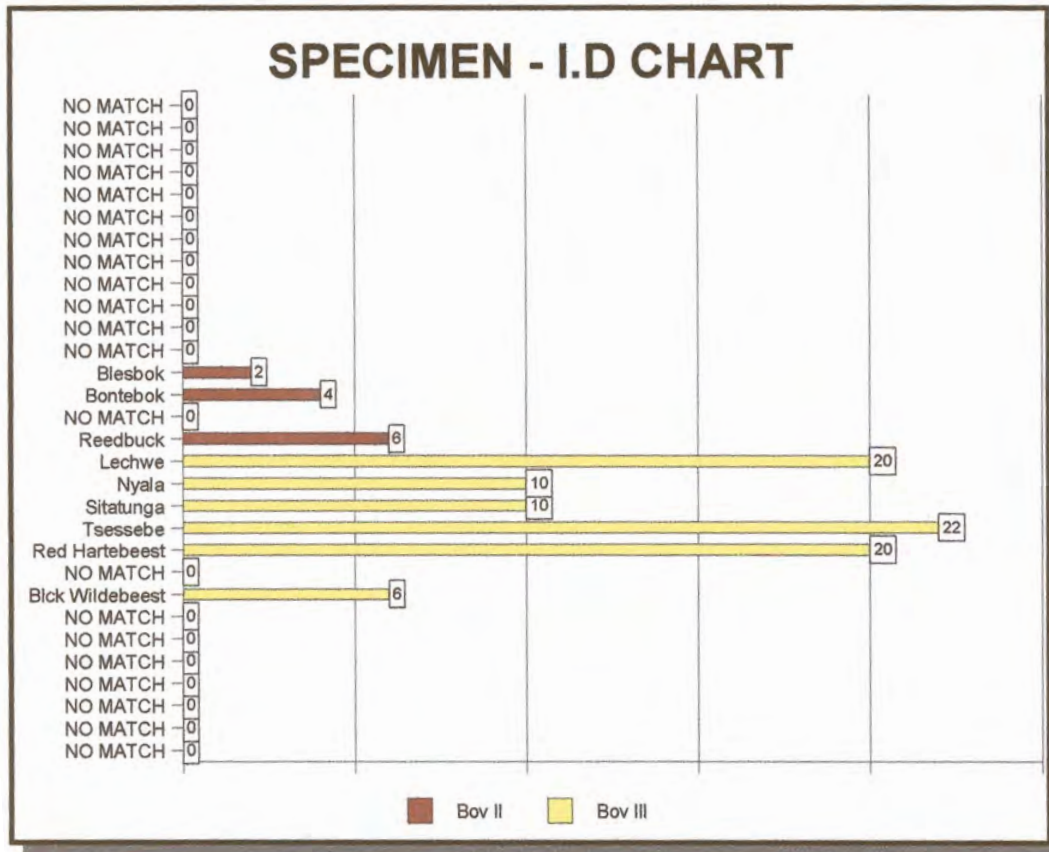 SPECIMEN - I.D CHART
NO MATCH 0
NO MATCH 0
NO MATCH 0
NO MATCH 0
NO MATCH 0
NO MATCH 0
NO MATCH 0
NO MATCH 0
NO MATCH 0
NO MATCH 0
NO MATCH 0
NO MATCH 0
Blesbok 2
Bontebok 4
NO MATCH 0
Reedbuck 6
Lechwe 20
Nyala 10
Sitatunga 10
Tsessebe 22
Red Hartebeest 20
NO MATCH 0
Blck Wildebeest 6
NO MATCH 0
NO MATCH 0
NO MATCH 0
NO MATCH 0
NO MATCH 0
NO MATCH 0
NO MATCH 0
Bov II Bov III